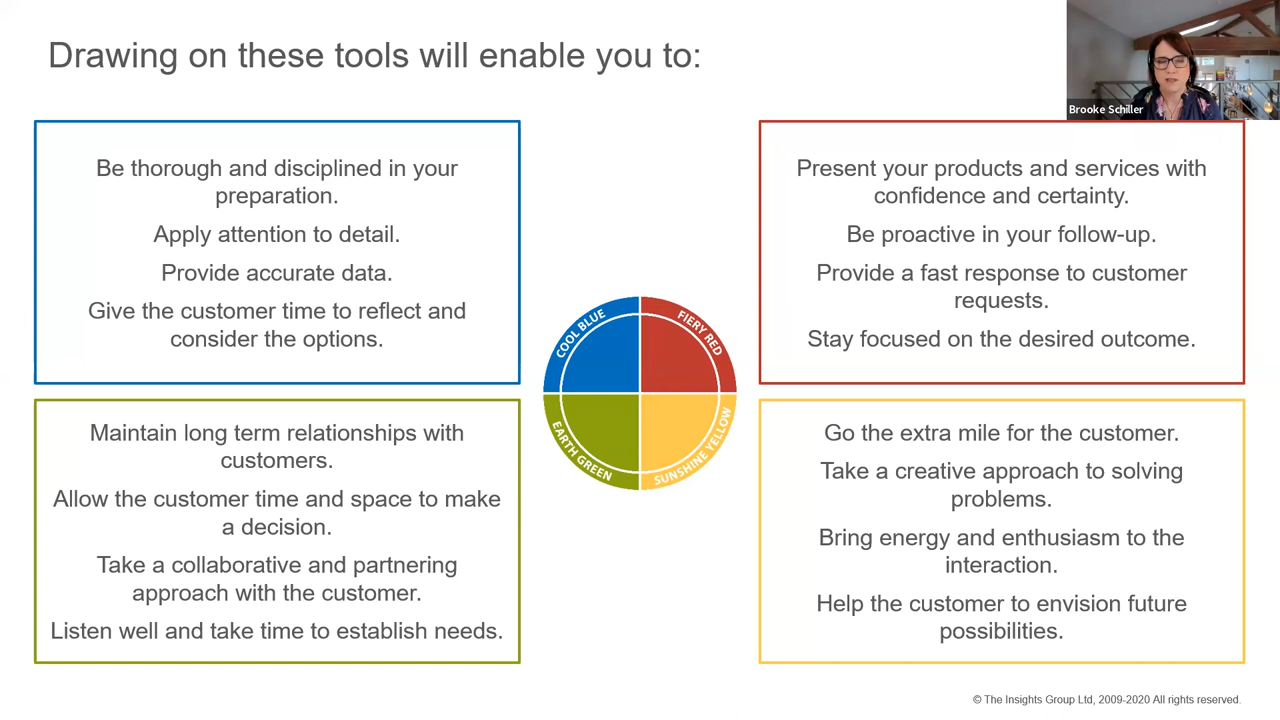 Drawing on these tools will enable you to:
Brooke Schiller
Be thorough and disciplined in your
preparation.
Apply attention to detail.
Provide accurate data.
Give the customer time to reflect and
consider the options.
Present your products and services with
confidence and certainty.
Be proactive in your follow-up.
Provide a fast response to customer
requests.
Stay focused on the desired outcome.
COOL BLUE
FIERY RED
EARTH GREEN
SUNSHINE YELLOW
Maintain long term relationships with
customers.
Allow the customer time and space to make
a decision.
Take a collaborative and partnering
approach with the customer.
Listen well and take time to establish needs.
Go the extra mile for the customer.
Take a creative approach to solving
problems.
Bring energy and enthusiasm to the
interaction.
Help the customer to envision future
possibilities.
© The Insights Group Ltd, 2009-2020 All rights reserved.